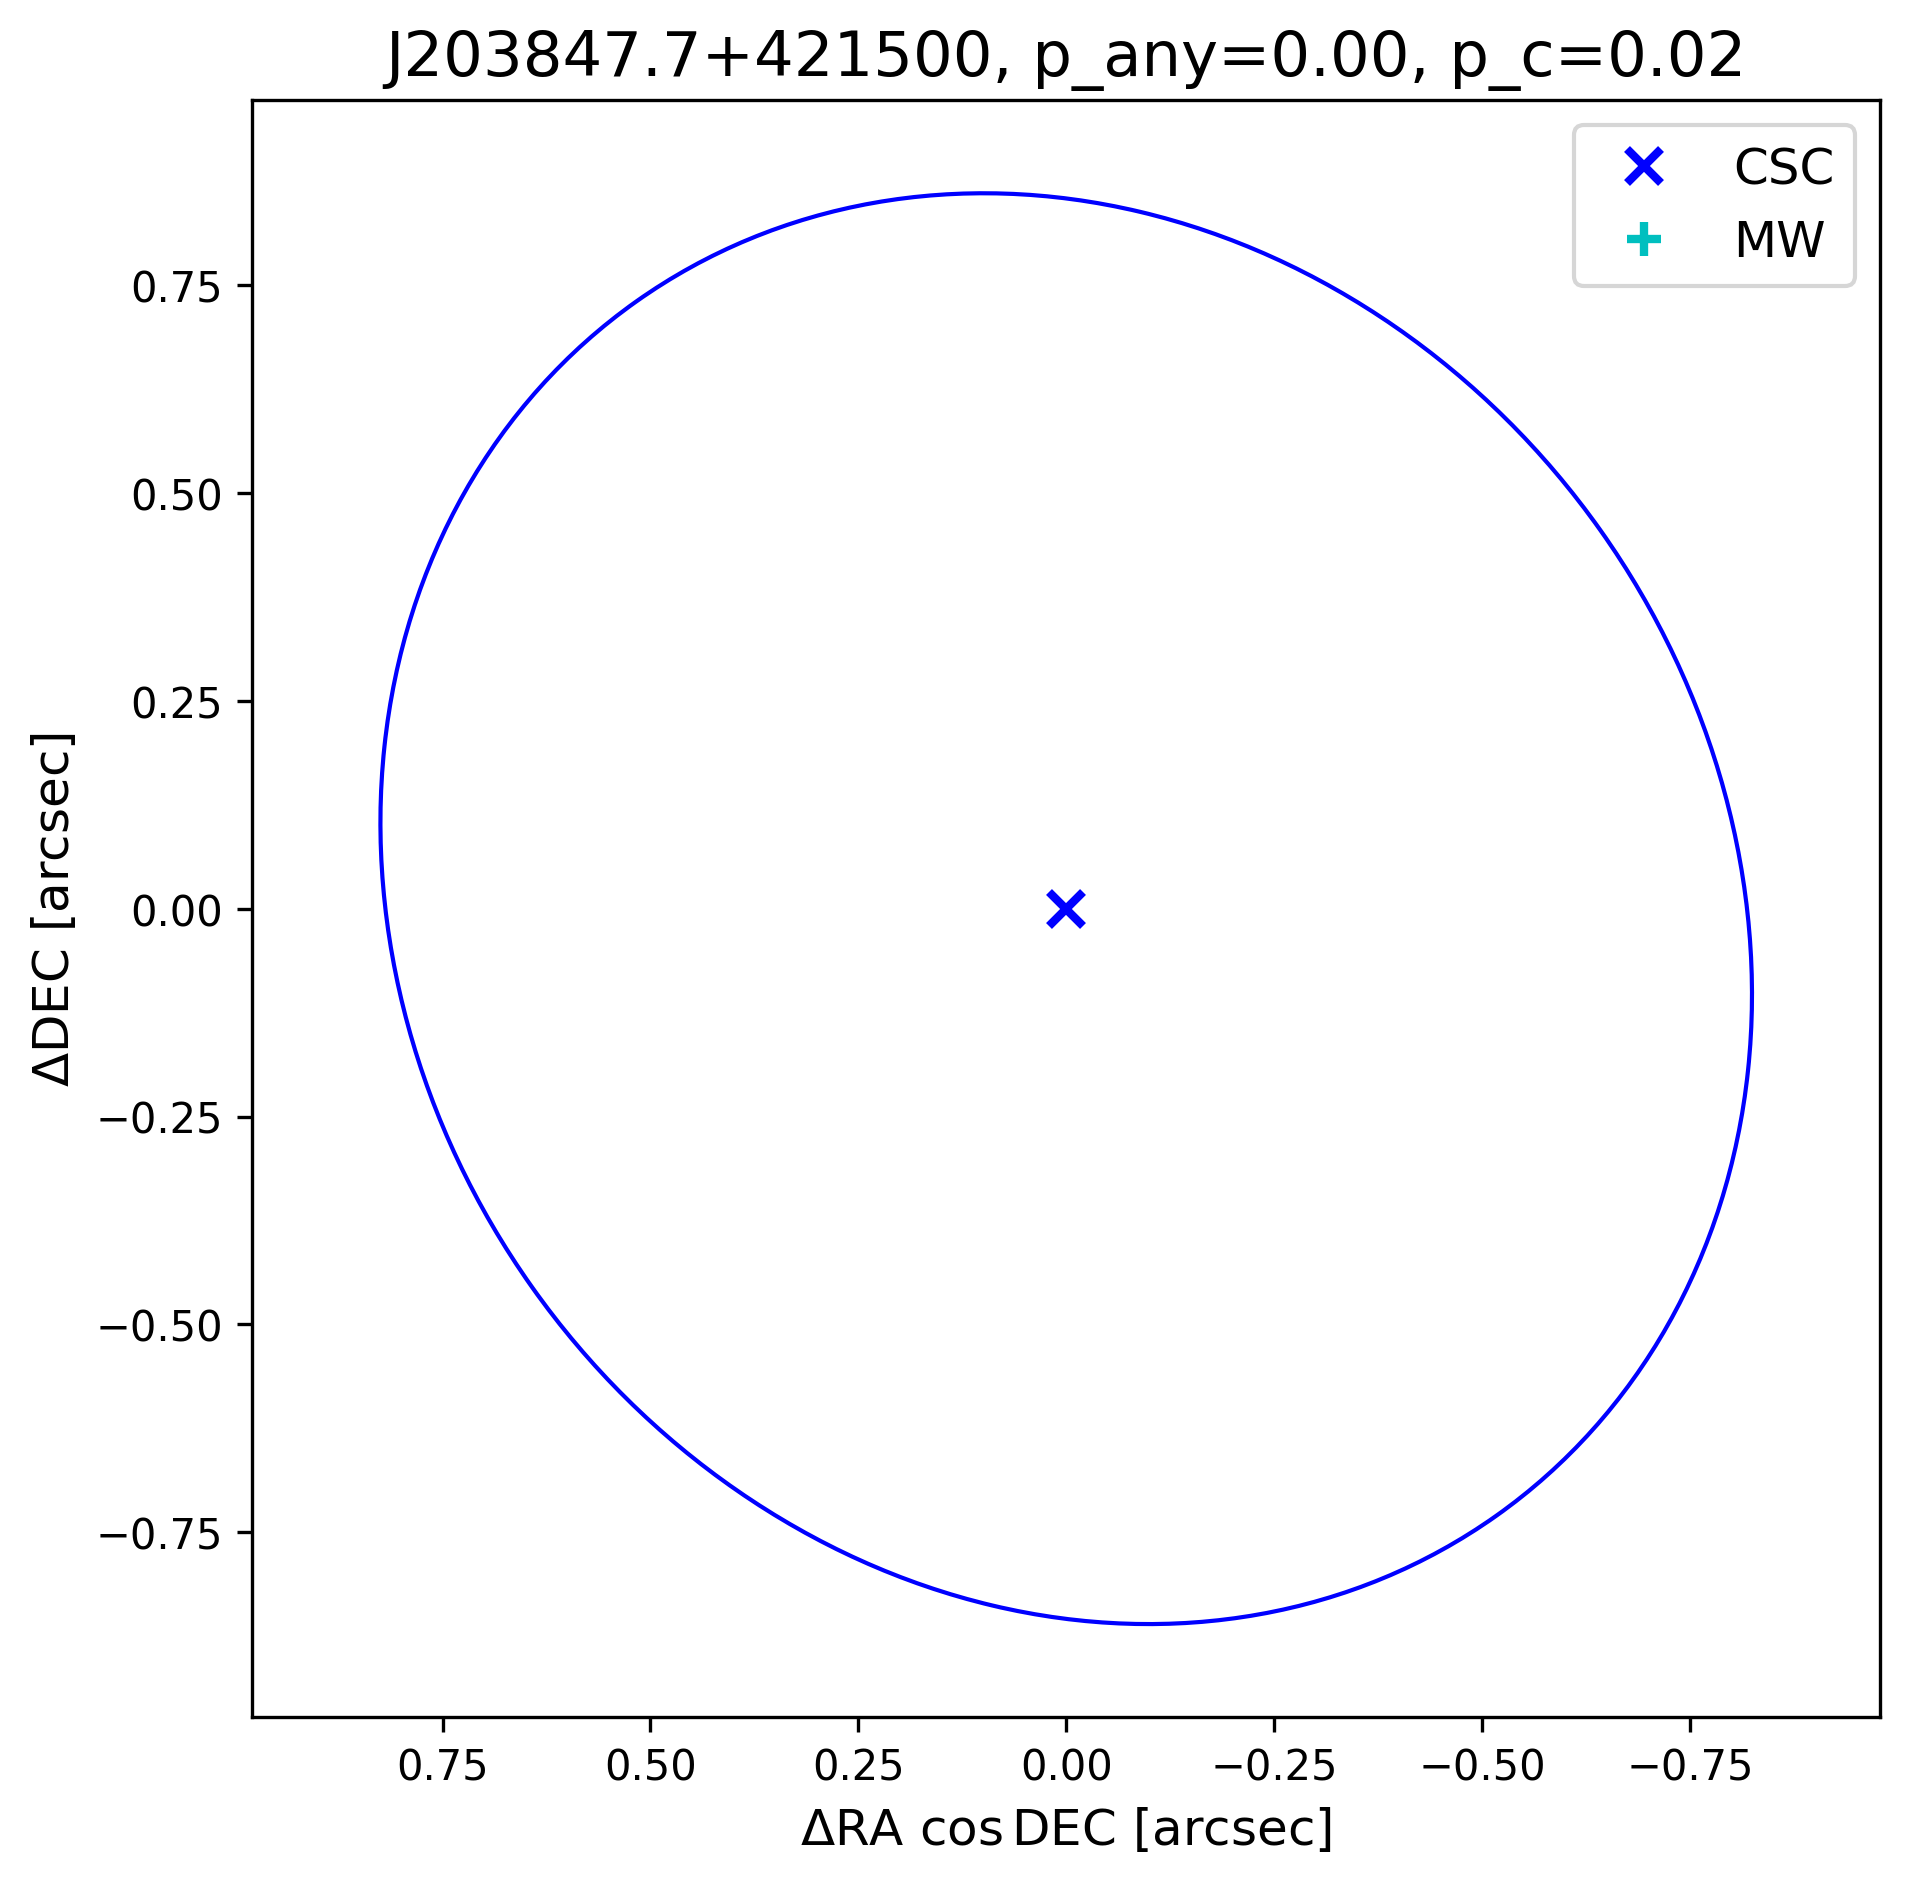 J203847.7+421500, p_any=0.00, p_c=0.02
CSC
MW
0.75
0.50
0.25
0.00
−0.25
−0.50
−0.75
ΔDEC [arcsec]
0.75 0.50 0.25 0.00 −0.25 −0.50 −0.75
ΔRA cos DEC [arcsec]